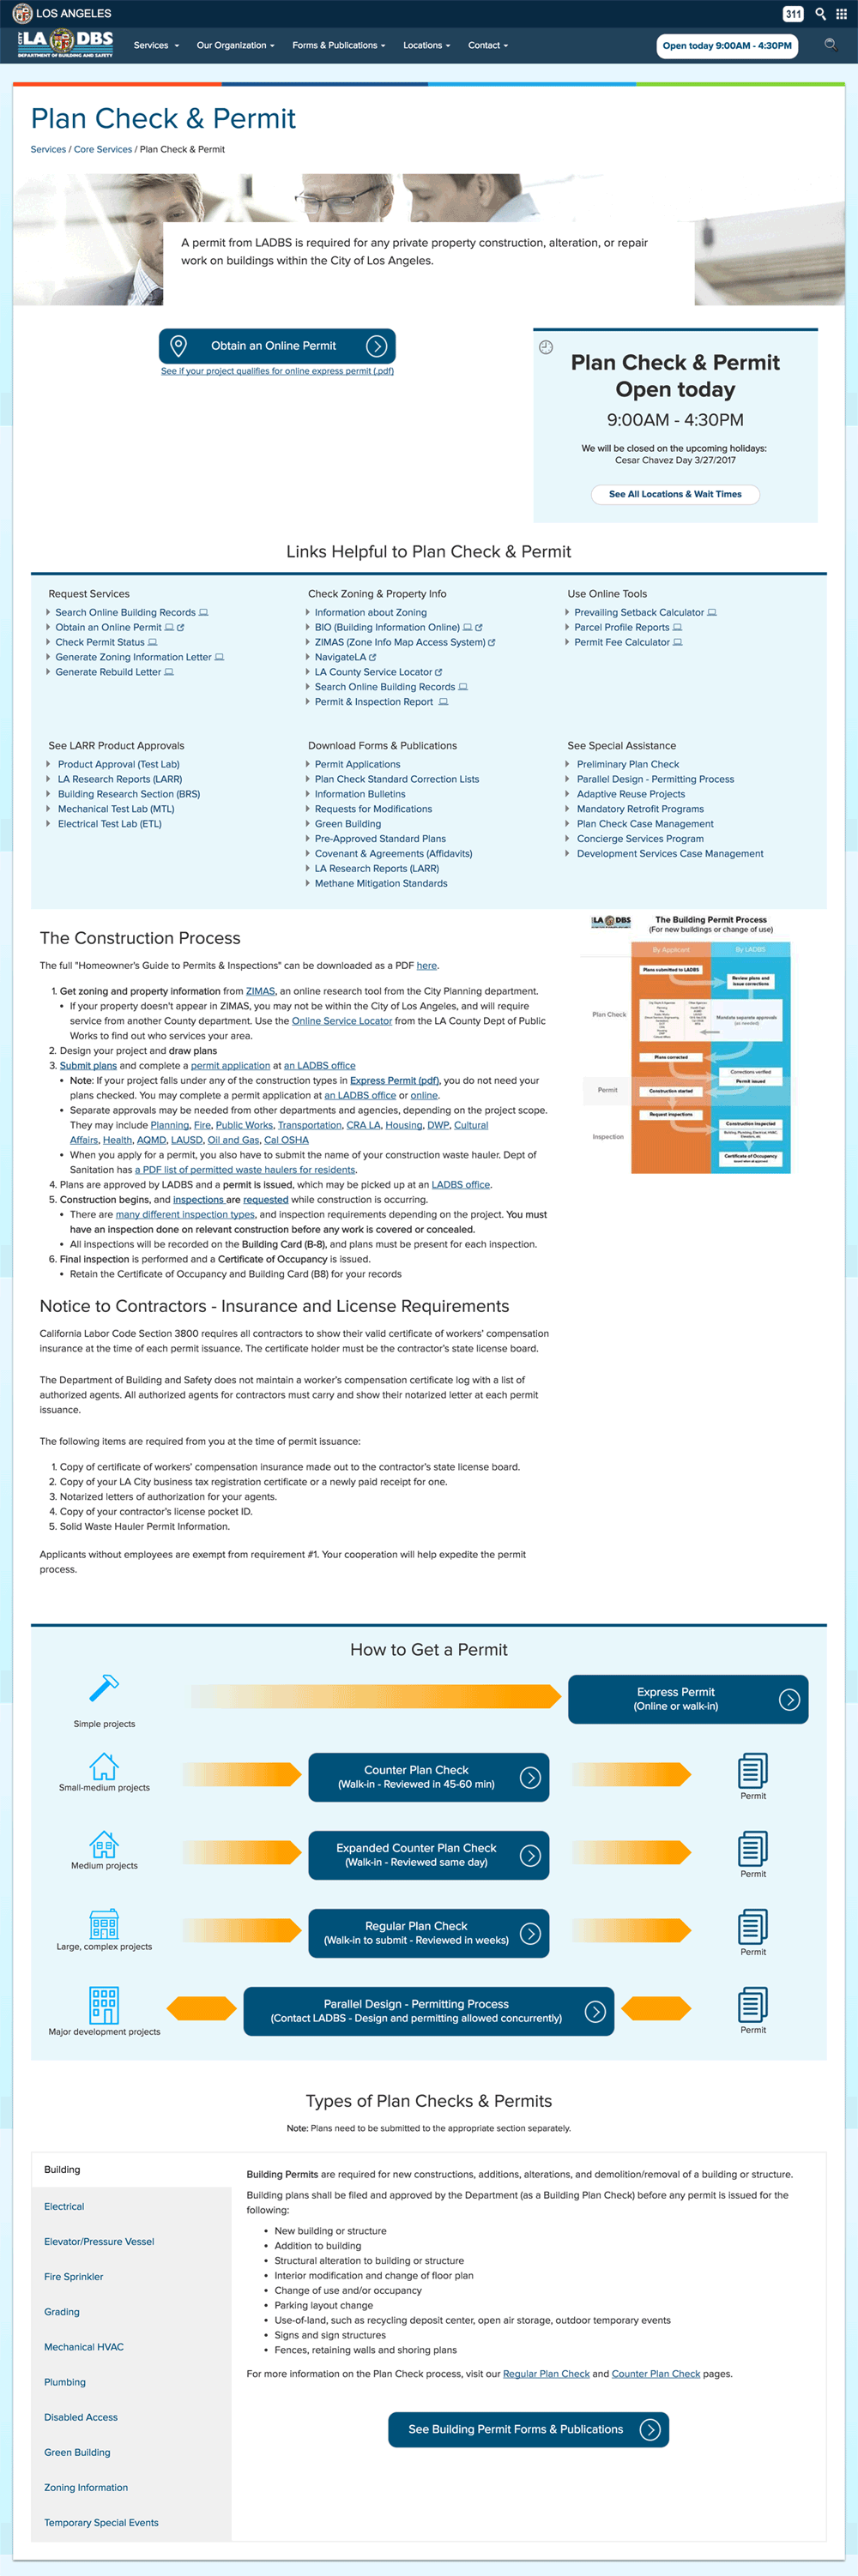 LOS ANGELES
311
CITY LA DBS
DEPARTMENT OF BUILDING AND SAFETY
Services
Our Organization
Forms & Publications
Locations
Contact
Open today 9:00AM - 4:30PM
Plan Check & Permit
Services / Core Services / Plan Check & Permit
A permit from LADBS is required for any private property construction, alteration, or repair
work on buildings within the City of Los Angeles.
Obtain an Online Permit
See if your project qualifies for online express permit (.pdf)
Plan Check & Permit
Open today
9:00AM - 4:30PM
We will be closed on the upcoming holidays:
Cesar Chavez Day 3/27/2017
See All Locations & Wait Times
Links Helpful to Plan Check & Permit
Request Services
Search Online Building Records
Obtain an Online Permit
Check Permit Status
Generate Zoning Information Letter
Generate Rebuild Letter
Check Zoning & Property Info
Information about Zoning
BIO (Building Information Online)
ZIMAS (Zone Info Map Access System)
NavigateLA
LA County Service Locator
Search Online Building Records
Permit & Inspection Report
Use Online Tools
Prevailing Setback Calculator
Parcel Profile Reports
Permit Fee Calculator
See LARR Product Approvals
Product Approval (Test Lab)
LA Research Reports (LARR)
Building Research Section (BRS)
Mechanical Test Lab (MTL)
Electrical Test Lab (ETL)
Download Forms & Publications
Permit Applications
Plan Check Standard Correction Lists
Information Bulletins
Requests for Modifications
Green Building
Pre-Approved Standard Plans
Covenant & Agreements (Affidavits)
LA Research Reports (LARR)
Methane Mitigation Standards
See Special Assistance
Preliminary Plan Check
Parallel Design - Permitting Process
Adaptive Reuse Projects
Mandatory Retrofit Programs
Plan Check Case Management
Concierge Services Program
Development Services Case Management
The Construction Process
The full "Homeowner's Guide to Permits & Inspections" can be downloaded as a PDF here.
1. Get zoning and property information from ZIMAS, an online research tool from the City Planning department.
• If your property doesn't appear in ZIMAS, you may not be within the City of Los Angeles, and will require
service from another County department. Use the Online Service Locator from the LA County Dept of Public
Works to find out who services your area.
2. Design your project and draw plans
3. Submit plans and complete a permit application at an LADBS office
• Note: If your project falls under any of the construction types in Express Permit (pdf), you do not need your
plans checked. You may complete a permit application at an LADBS office or online.
• Separate approvals may be needed from other departments and agencies, depending on the project scope.
They may include Planning, Fire, Public Works, Transportation, CRA LA, Housing, DWP, Cultural
Affairs, Health, AQMD, LAUSD, Oil and Gas, Cal OSHA
• When you apply for a permit, you also have to submit the name of your construction waste hauler. Dept of
Sanitation has a PDF list of permitted waste haulers for residents.
4. Plans are approved by LADBS and a permit is issued, which may be picked up at an LADBS office.
5. Construction begins, and inspections are requested while construction is occurring.
• There are many different inspection types, and inspection requirements depending on the project. You must
have an inspection done on relevant construction before any work is covered or concealed.
• All inspections will be recorded on the Building Card (B-8), and plans must be present for each inspection.
6. Final inspection is performed and a Certificate of Occupancy is issued.
• Retain the Certificate of Occupancy and Building Card (B8) for your records
LA DBS
The Building Permit Process
(For new buildings or change of use)
By Applicant
By LADBS
Plans submitted to LADBS
Review plans and
issue corrections
Plan Check
Mandate separate approvals
(as needed)
Plans corrected
Corrections verified
Permit issued
Permit
Construction started
Request inspections
Construction inspected
Inspection
Certificate of Occupancy
Notice to Contractors - Insurance and License Requirements
California Labor Code Section 3800 requires all contractors to show their valid certificate of workers' compensation
insurance at the time of each permit issuance. The certificate holder must be the contractor's state license board.
The Department of Building and Safety does not maintain a worker's compensation certificate log with a list of
authorized agents. All authorized agents for contractors must carry and show their notarized letter at each permit
issuance.
The following items are required from you at the time of permit issuance:
1. Copy of certificate of workers' compensation insurance made out to the contractor's state license board.
2. Copy of your LA City business tax registration certificate or a newly paid receipt for one.
3. Notarized letters of authorization for your agents.
4. Copy of your contractor's license pocket ID.
5. Solid Waste Hauler Permit Information.
Applicants without employees are exempt from requirement #1. Your cooperation will help expedite the permit
process.
How to Get a Permit
Simple projects
Express Permit
(Online or walk-in)
Small-medium projects
Counter Plan Check
(Walk-in - Reviewed in 45-60 min)
Permit
Medium projects
Expanded Counter Plan Check
(Walk-in - Reviewed same day)
Permit
Large, complex projects
Regular Plan Check
(Walk-in to submit - Reviewed in weeks)
Permit
Major development projects
Parallel Design - Permitting Process
(Contact LADBS - Design and permitting allowed concurrently)
Permit
Types of Plan Checks & Permits
Note: Plans need to be submitted to the appropriate section separately.
Building
Electrical
Elevator/Pressure Vessel
Fire Sprinkler
Grading
Mechanical HVAC
Plumbing
Disabled Access
Green Building
Zoning Information
Temporary Special Events
Building Permits are required for new constructions, additions, alterations, and demolition/removal of a building or structure.
Building plans shall be filed and approved by the Department (as a Building Plan Check) before any permit is issued for the
following:
• New building or structure
• Addition to building
• Structural alteration to building or structure
• Interior modification and change of floor plan
• Change of use and/or occupancy
• Parking layout change
• Use-of-land, such as recycling deposit center, open air storage, outdoor temporary events
• Signs and sign structures
• Fences, retaining walls and shoring plans
For more information on the Plan Check process, visit our Regular Plan Check and Counter Plan Check pages.
See Building Permit Forms & Publications